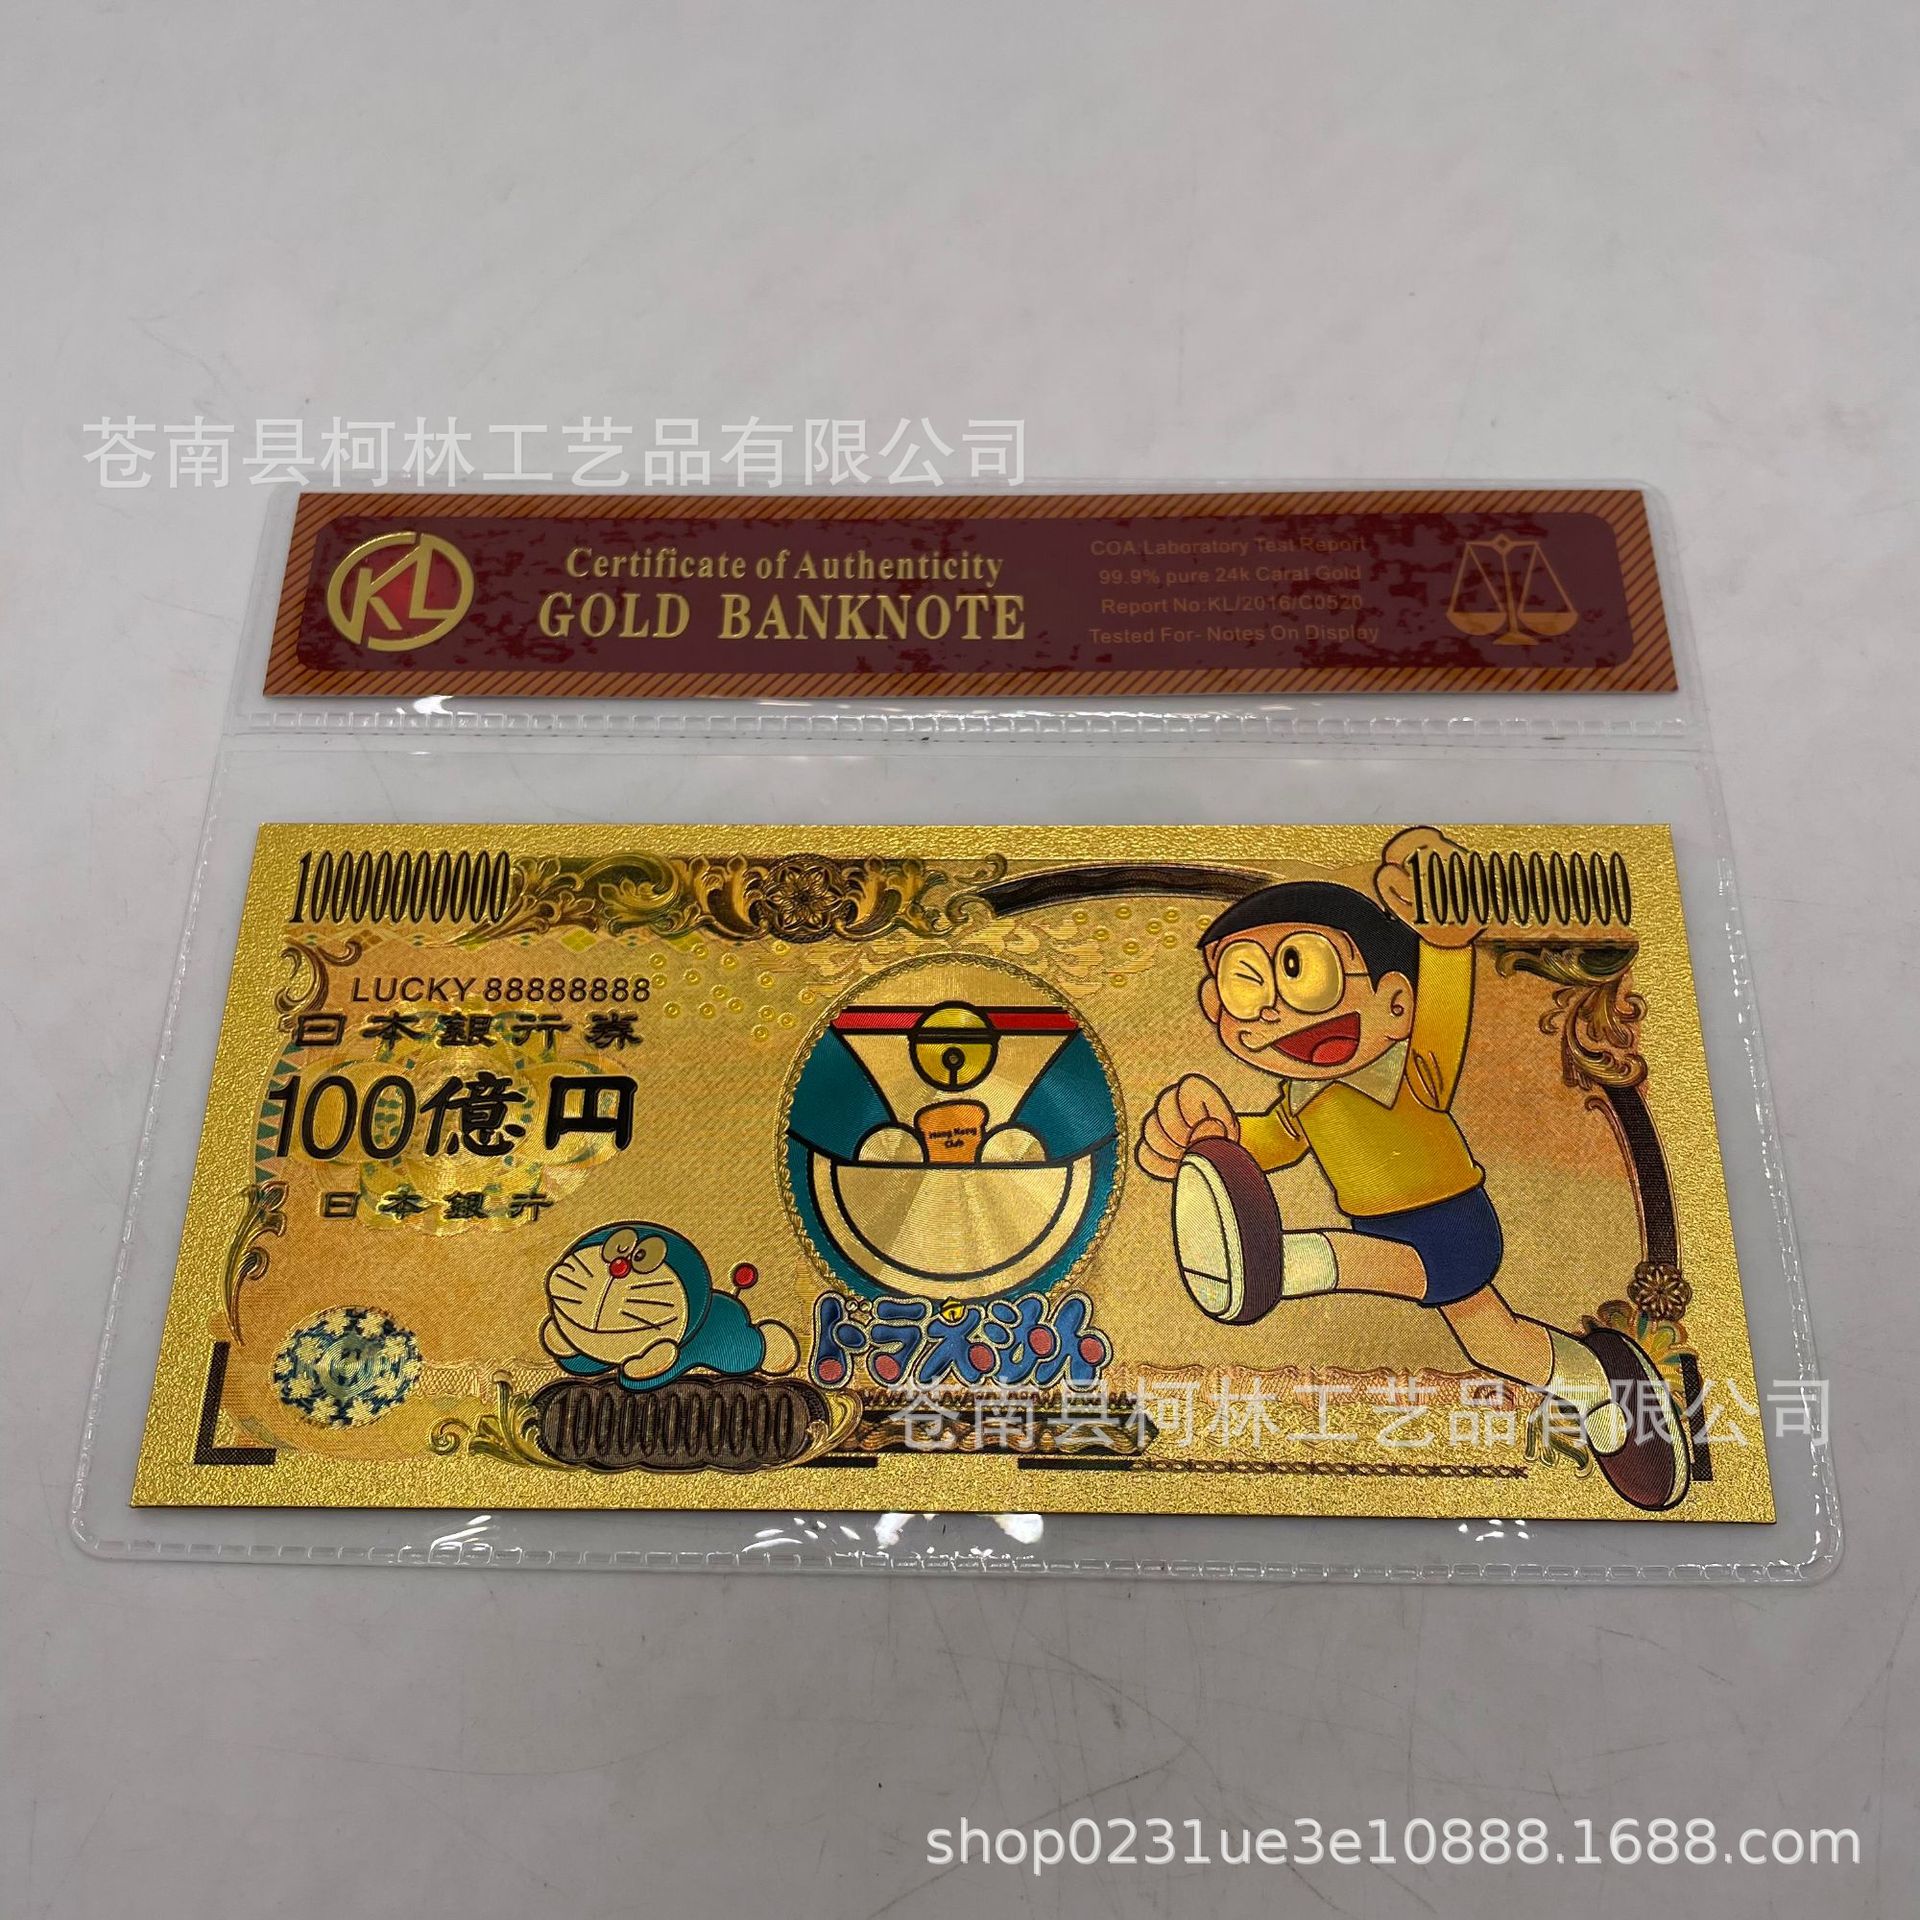 苍南县柯林工艺品有限公司
KL
Certificate of Authenticity
GOLD BANKNOTE
COA:Laboratory Test Report
99.9% pure 24k Carat Gold
Report No:KL/2016/C0520
Tested For- Notes On Display
10000000000
10000000000
LUCKY 88888888
日本銀行券
100億円
日本銀行
ドラえもん
10000000000
苍南县柯林工艺品有限公司
shop0231ue3e10888.1688.com